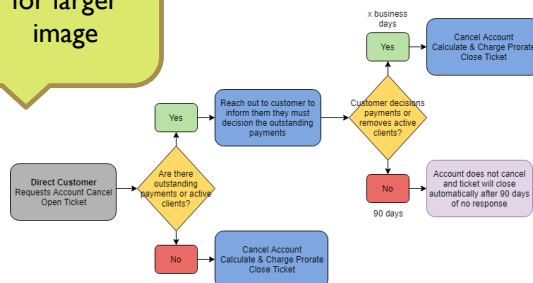 for larger
image
x business
days
Yes
Cancel Account
Calculate & Charge Prorate
Close Ticket
Yes
Reach out to customer to
inform them they must
decision the outstanding
payments
Customer decisions
payments or
removes active
clients?
Direct Customer
Requests Account Cancel
Open Ticket
Are there
outstanding
payments or active
clients?
No
90 days
Account does not cancel
and ticket will close
automatically after 90 days
of no response
No
Cancel Account
Calculate & Charge Prorate
Close Ticket